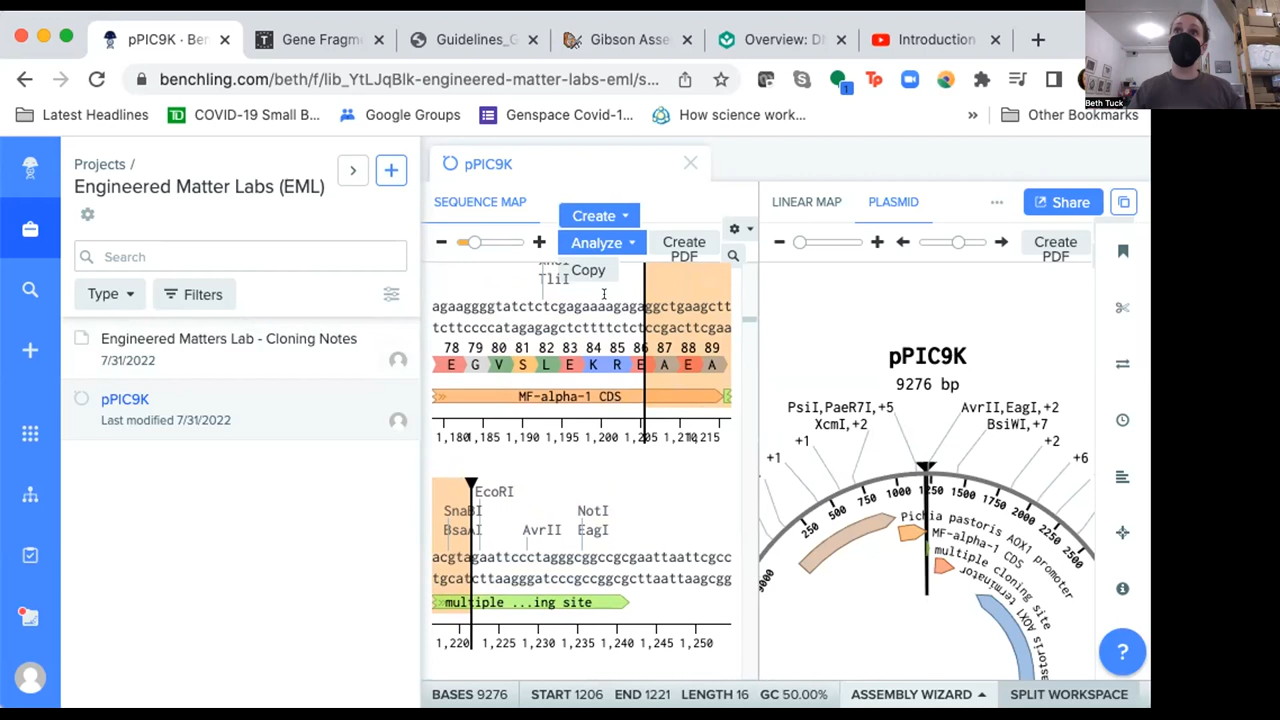 pPIC9K · Ben
Gene Fragm
Guidelines_G
Gibson Asse
Overview: DN
Introduction
benchling.com/beth/f/lib_YtLJqBlk-engineered-matter-labs-eml/s...
Beth Tuck
Latest Headlines
COVID-19 Small B...
Google Groups
Genspace Covid-1...
How science work...
»
Other Bookmarks
Projects /
Engineered Matter Labs (EML)
Search
Type
Filters
Engineered Matters Lab - Cloning Notes
7/31/2022
pPIC9K
Last modified 7/31/2022
pPIC9K
SEQUENCE MAP
Create
Analyze
Copy
Create
PDF
TliI
agaaggggtatctctcgagaaaagagaggctgaagctt
tcttccccatagagagctcttttctctccgacttcgaa
78 79 80 81 82 83 84 85 86 87 88 89
E G V S L E K R E A E A
MF-alpha-1 CDS
1,180 1,185 1,190 1,195 1,200 1,205 1,210 1,215
EcoRI
SnaBI NotI
BsaAI AvrII EagI
acgtagaattccctagggcggccgcgaattaattcgcc
tgcatcttaagggatcccgccggcgcttaattaagcgg
multiple ...ing site
1,220 1,225 1,230 1,235 1,240 1,245 1,250
LINEAR MAP
PLASMID
...
Share
Create
PDF
pPIC9K
9276 bp
PsiI,PaeR7I,+5
AvrII,EagI,+2
XcmI,+2
BsiWI,+7
+1
+2
+1
+6
250 500 750 1000 1250 1500 1750 2000 2250 2500
9000
Pichia pastoris AOX1 promoter
MF-alpha-1 CDS
multiple cloning site
AOX1 terminator
BASES 9276
START 1206 END 1221 LENGTH 16 GC 50.00%
ASSEMBLY WIZARD
SPLIT WORKSPACE
?